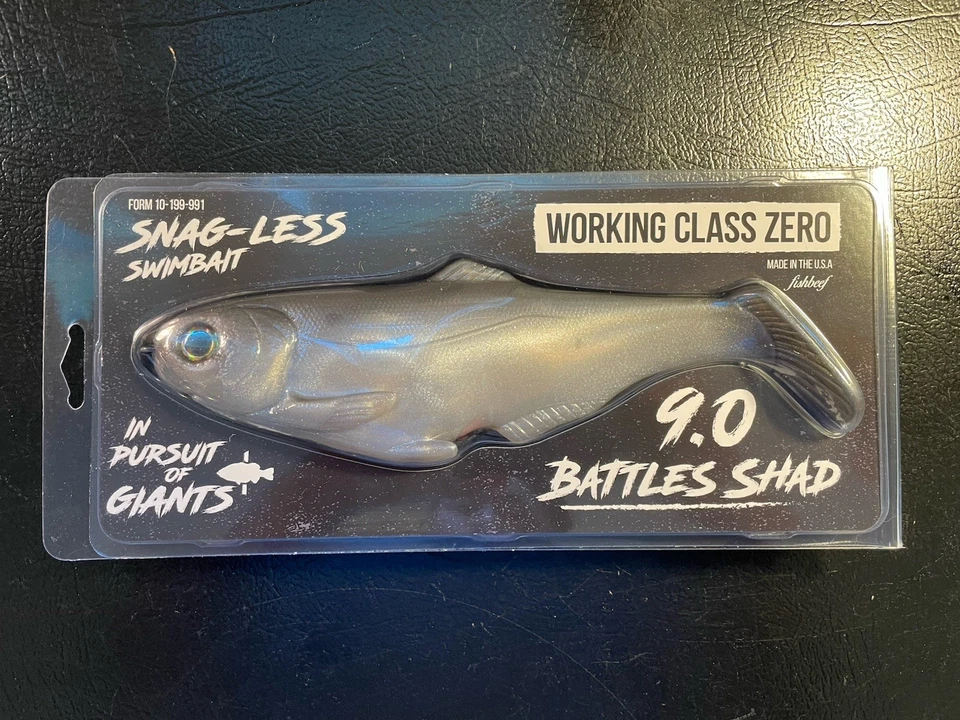 FORM 10-199-991
SNAG-LESS
SWIMBAIT
WORKING CLASS ZERO
MADE IN THE U.S.A
fishbeef
IN
PURSUIT
OF
GIANTS
9.0
BATTLES SHAD